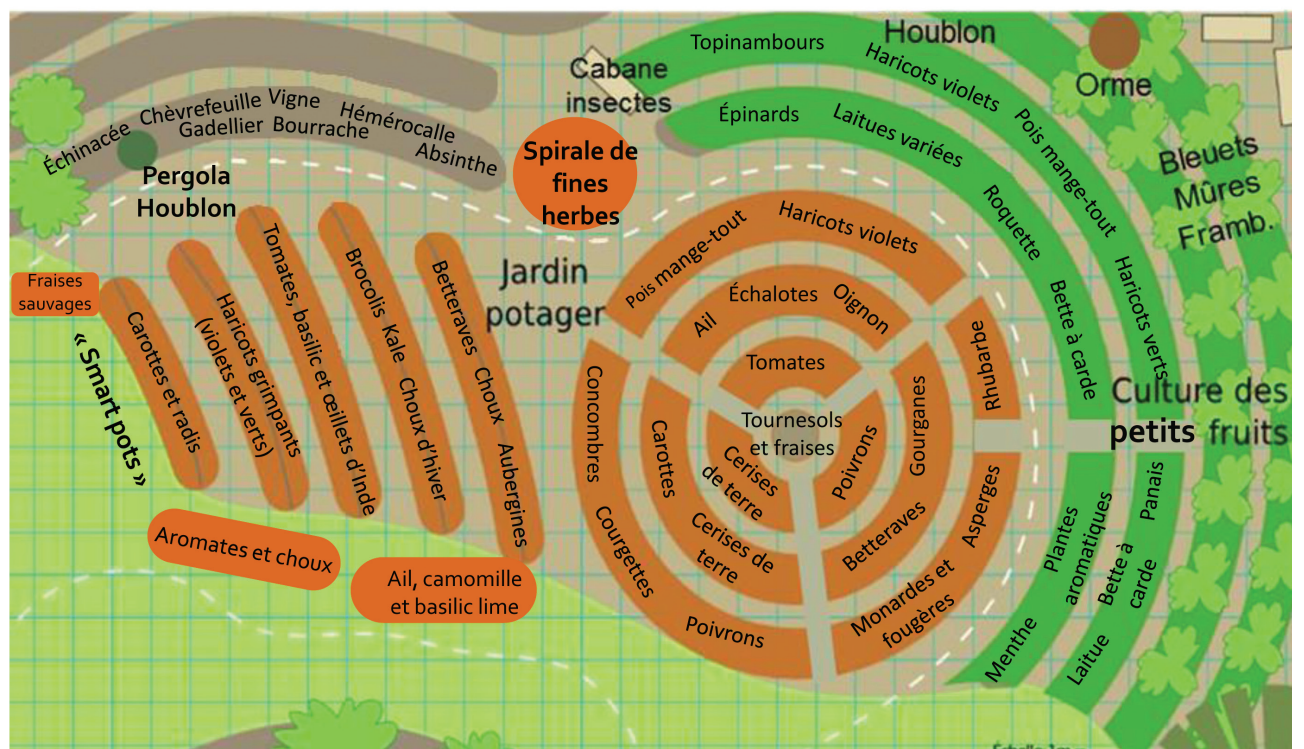 Topinambours
Houblon
Haricots violets
Pois mange-tout
Haricots verts
Orme
Cabane
insectes
Épinards
Laitues variées
Roquette
Bette à carde
Bleuets
Mûres
Framb.
Échinacée
Chèvrefeuille
Vigne
Hémérocalle
Gadellier
Bourrache
Absinthe
Pergola
Houblon
Spirale de
fines
herbes
Fraises
sauvages
« Smart pots »
Carottes et radis
Haricots grimpants
(violets et verts)
Tomates, basilic et œillets d’Inde
Brocolis Kale Choux d’hiver
Betteraves Choux Aubergines
Jardin
potager
Pois mange-tout
Haricots violets
Ail
Échalotes
Oignon
Tomates
Rhubarbe
Tournesols
et fraises
Concombres
Carottes
Cerises
de terre
Poivrons
Gourganes
Culture des
petits fruits
Courgettes
Cerises de
terre
Betteraves
Asperges
Poivrons
Monardes et
fougères
Plantes
aromatiques
Menthe
Panais
Bette à
carde
Laitue
Aromates et choux
Ail, camomille
et basilic lime